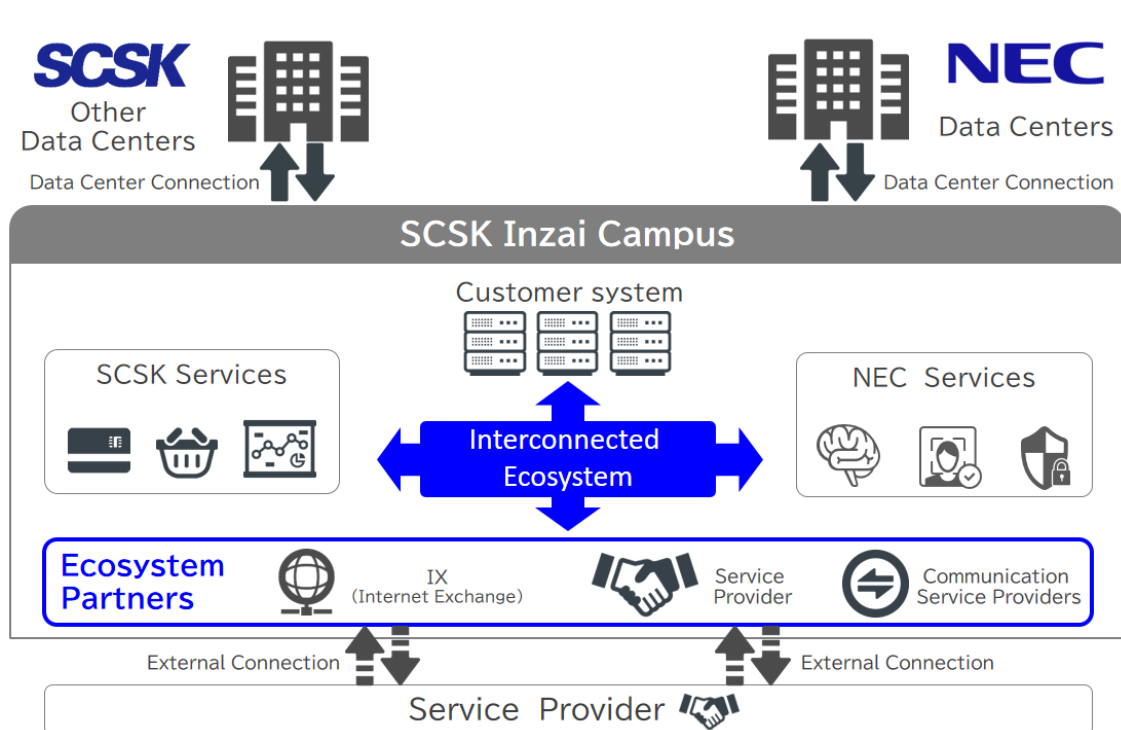 SCSK
Other
Data Centers
NEC
Data Centers
Data Center Connection
Data Center Connection
SCSK Inzai Campus
Customer system
SCSK Services
NEC Services
Interconnected
Ecosystem
Ecosystem
Partners
IX
(Internet Exchange)
Service
Provider
Communication
Service Providers
External Connection
External Connection
Service Provider